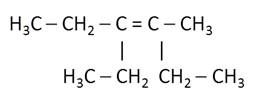 H₃C – CH₂ – C = C – CH₃
| |
H₃C – CH₂ CH₂ – CH₃